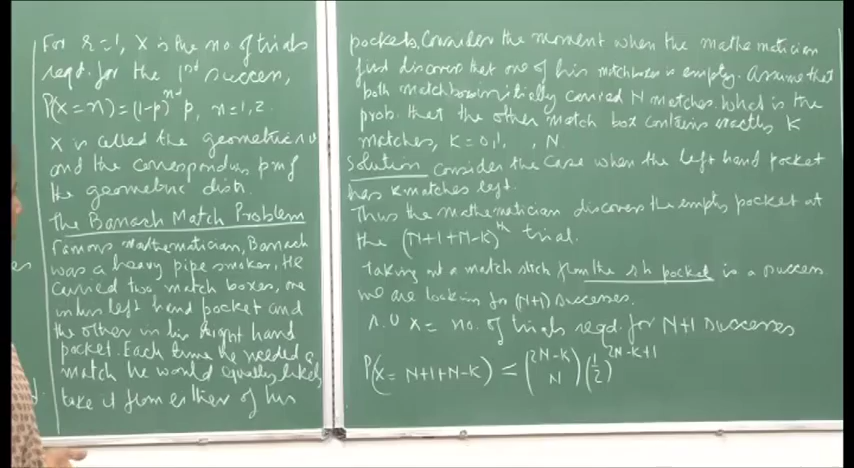 For r=1, X is the no. of trials
reqd. for the 1st success,
P(X=n)=(1-p)^{n-1} p, n=1,2..
X is called the geometric r.v
and the corresponding pmf
the geometric distn.
The Banach Match Problem
Famous Mathematician, Banach
was a heavy pipe smoker, He
carried two match boxes, one
in his left hand pocket and
the other in his right hand
pocket. Each time he needed a
match he would equally likely
take it from either of his
pockets, Consider the moment when the mathematician
first discovers that one of his matchboxes is empty. Assume that
both matchboxes initially carried N matches. What is the
prob. that the other match box contains exactly K
matches, K=0,1, , N.
Solution Consider the case when the left hand pocket
has K matches left.
Thus the mathematician discovers the empty pocket at
the (N+1+N-K)th trial.
Taking out a match stick from the rh pocket is a success
we are looking for (N+1) successes.
r.v X = no. of trials reqd. for N+1 successes
P(X= N+1+N-K) = (2N-K N) (1/2)^{2N-K+1}